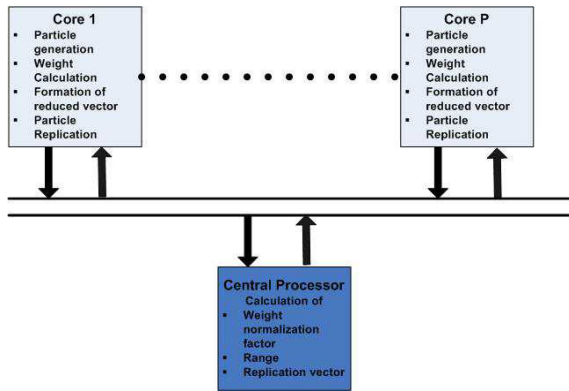 Core 1
▪ Particle
generation
▪ Weight
Calculation
▪ Formation of
reduced vector
▪ Particle
Replication
Core P
▪ Particle
generation
▪ Weight
Calculation
▪ Formation of
reduced vector
▪ Particle
Replication
Central Processor
Calculation of
▪ Weight
normalization
factor
▪ Range
▪ Replication vector